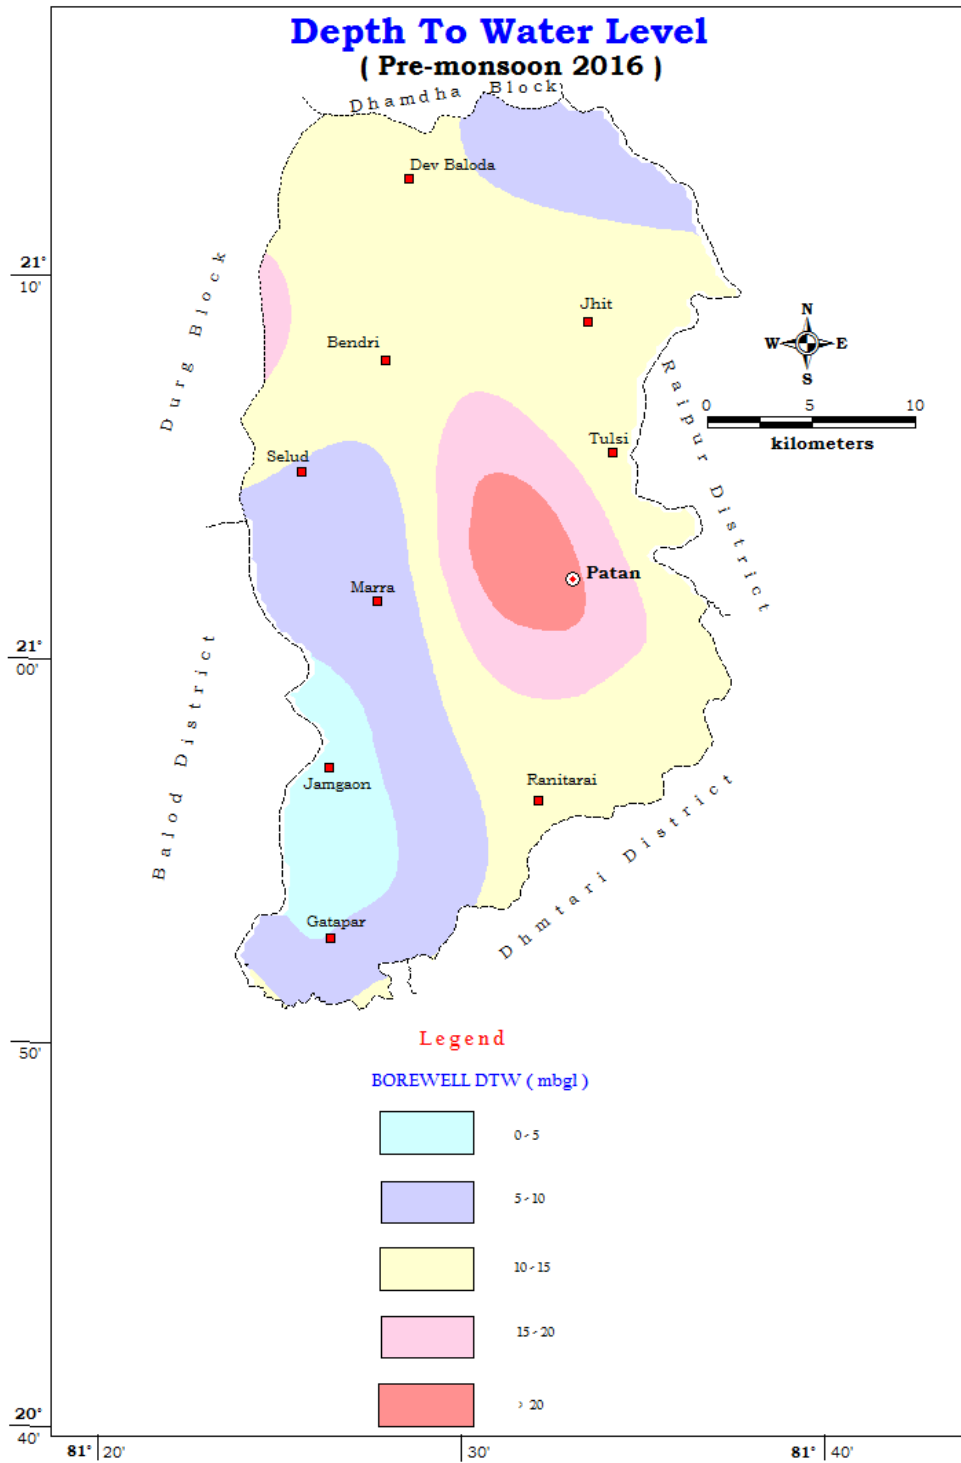 Depth To Water Level
( Pre-monsoon 2016 )
Dhamdha Block
Dev Baloda
21°
10'
Durg Block
Jhit
Bendri
N
W E
S
0 5 10
kilometers
Raipur District
Tulsi
Selud
Patan
Marra
21°
00'
Balod District
Jamgaon
Ranitarai
Dhmtari District
Gatapar
50'
Legend
BOREWELL DTW ( mbgl )
0 - 5
5 - 10
10 - 15
15 - 20
> 20
20°
40'
81° 20' 30' 81° 40'